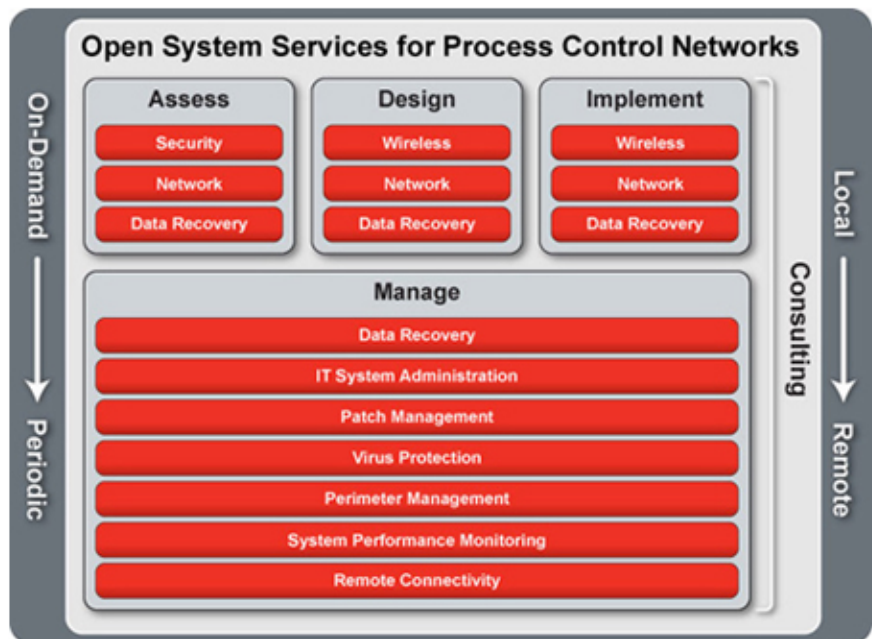 Open System Services for Process Control Networks
On-Demand
Periodic
Assess
Security
Network
Data Recovery
Design
Wireless
Network
Data Recovery
Implement
Wireless
Network
Data Recovery
Manage
Data Recovery
IT System Administration
Patch Management
Virus Protection
Perimeter Management
System Performance Monitoring
Remote Connectivity
Consulting
Local
Remote